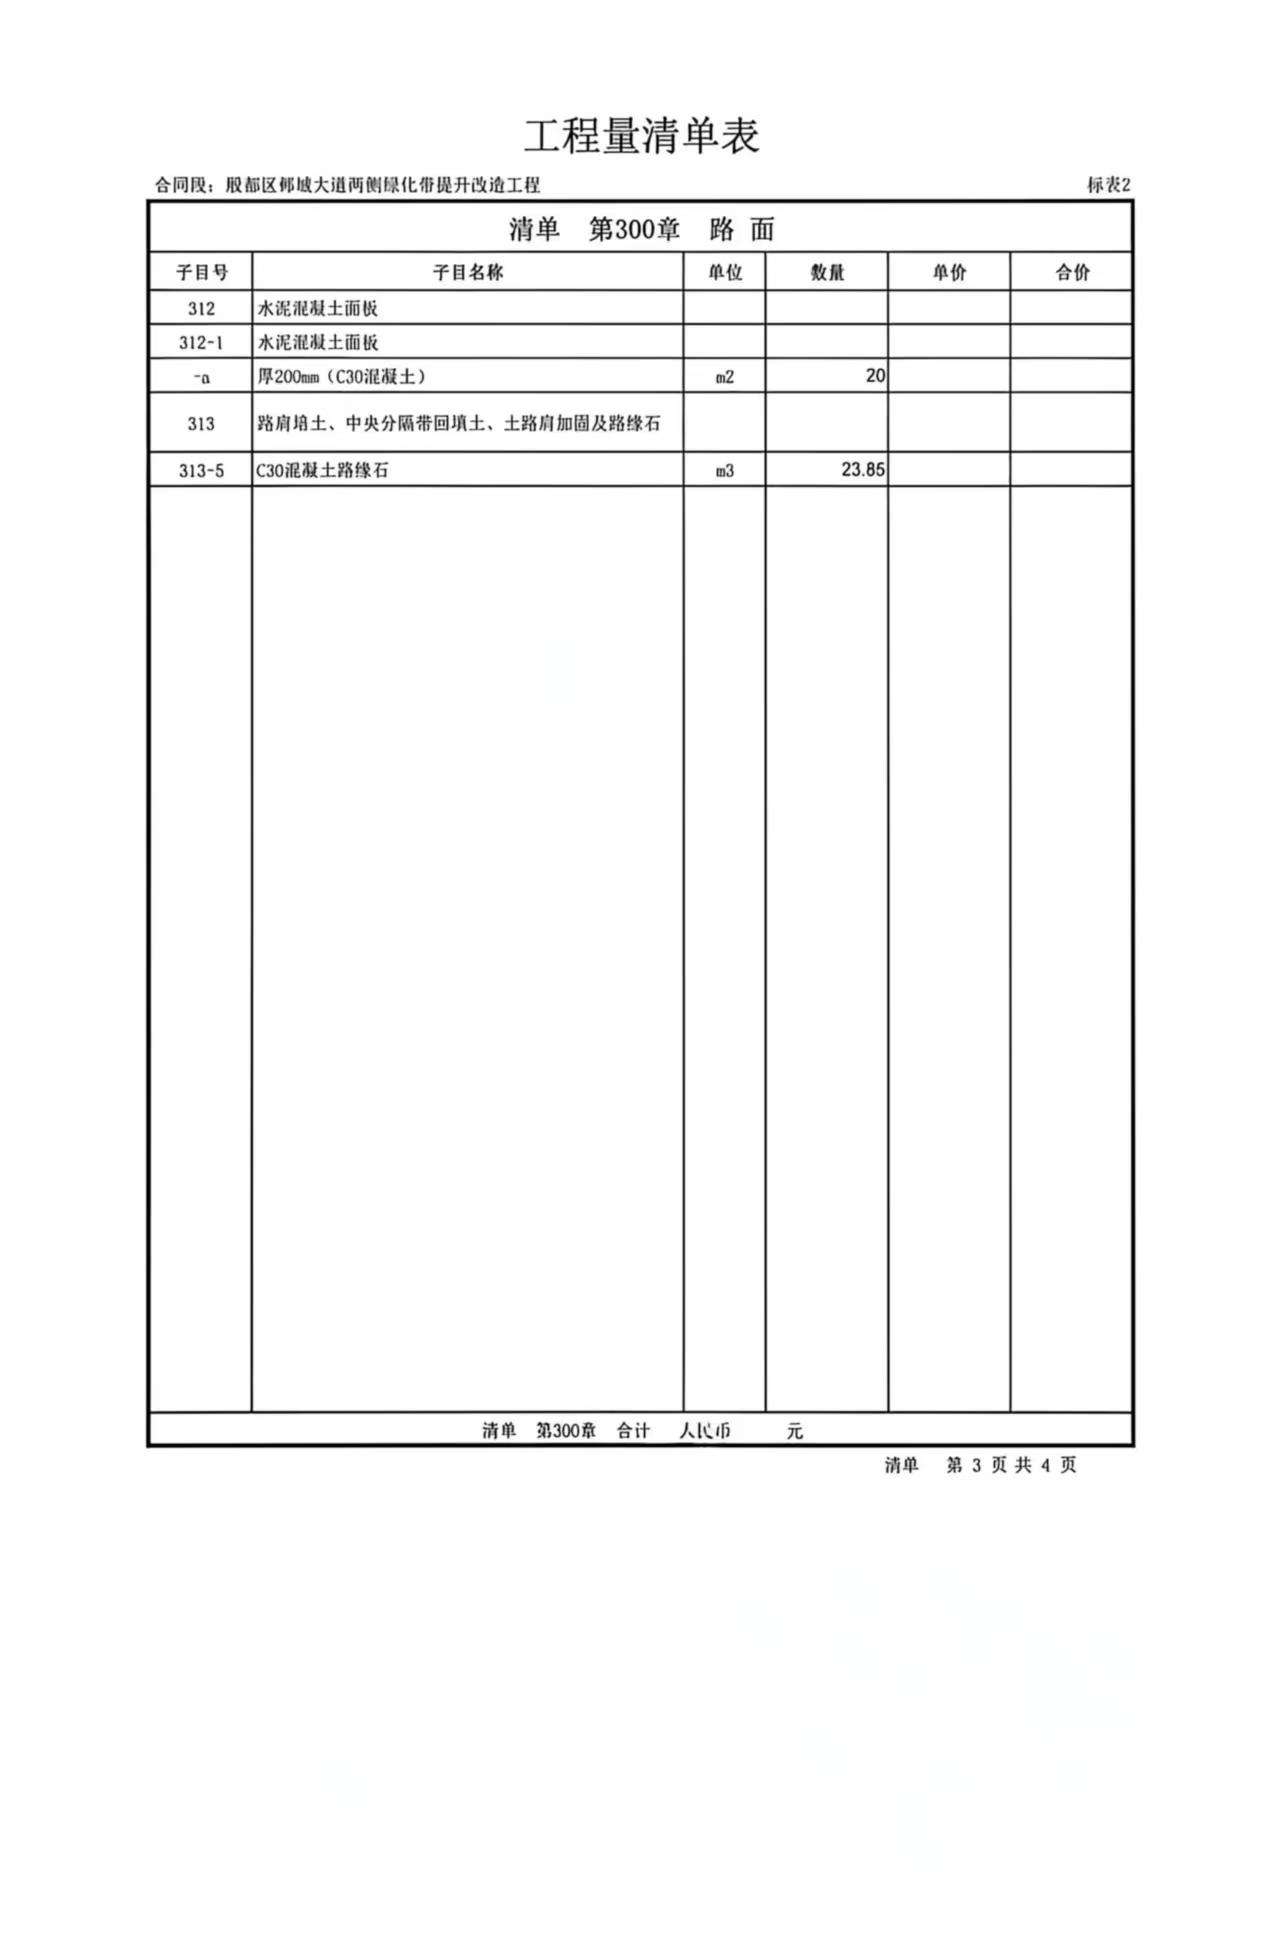 工程量清单表
合同段：殷都区邺城大道两侧绿化带提升改造工程 标表2
清单 第300章 路 面
子目号 子目名称 单位 数量 单价 合价
312 水泥混凝土面板
312-1 水泥混凝土面板
-a 厚200mm（C30混凝土） m2 20
313 路肩培土、中央分隔带回填土、土路肩加固及路缘石
313-5 C30混凝土路缘石 m3 23.85
清单 第300章 合计 人民币 元
清单 第 3 页 共 4 页